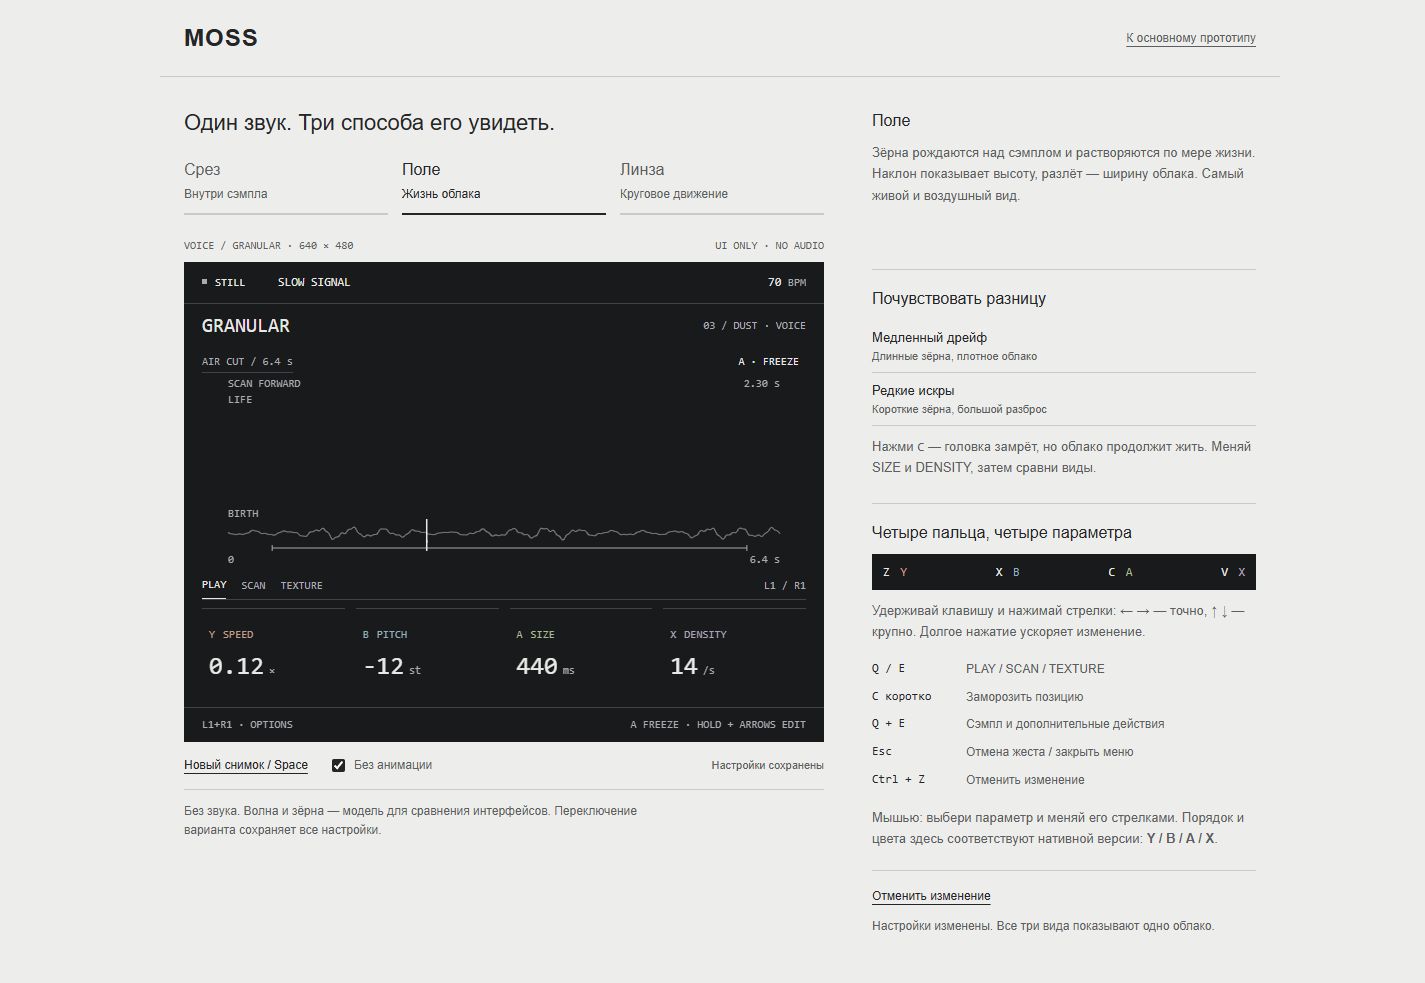 MOSS
К основному прототипу
Один звук. Три способа его увидеть.
Срез
Внутри сэмпла
Поле
Жизнь облака
Линза
Круговое движение
VOICE / GRANULAR · 640 × 480
UI ONLY · NO AUDIO
STILL SLOW SIGNAL 70 BPM
GRANULAR 03 / DUST · VOICE
AIR CUT / 6.4 s A · FREEZE
SCAN FORWARD 2.30 s
LIFE
BIRTH
0 6.4 s
PLAY SCAN TEXTURE L1 / R1
Y SPEED B PITCH A SIZE X DENSITY
0.12 × -12 st 440 ms 14 /s
L1+R1 · OPTIONS A FREEZE · HOLD + ARROWS EDIT
Новый снимок / Space Без анимации Настройки сохранены
Без звука. Волна и зёрна — модель для сравнения интерфейсов. Переключение
варианта сохраняет все настройки.
Поле
Зёрна рождаются над сэмплом и растворяются по мере жизни.
Наклон показывает высоту, разлёт — ширину облака. Самый
живой и воздушный вид.
Почувствовать разницу
Медленный дрейф
Длинные зёрна, плотное облако
Редкие искры
Короткие зёрна, большой разброс
Нажми C — головка замрёт, но облако продолжит жить. Меняй
SIZE и DENSITY, затем сравни виды.
Четыре пальца, четыре параметра
Z Y X B C A V X
Удерживай клавишу и нажимай стрелки: ← → — точно, ↑ ↓ —
крупно. Долгое нажатие ускоряет изменение.
Q / E PLAY / SCAN / TEXTURE
C коротко Заморозить позицию
Q + E Сэмпл и дополнительные действия
Esc Отмена жеста / закрыть меню
Ctrl + Z Отменить изменение
Мышью: выбери параметр и меняй его стрелками. Порядок и
цвета здесь соответствуют нативной версии: Y / B / A / X.
Отменить изменение
Настройки изменены. Все три вида показывают одно облако.